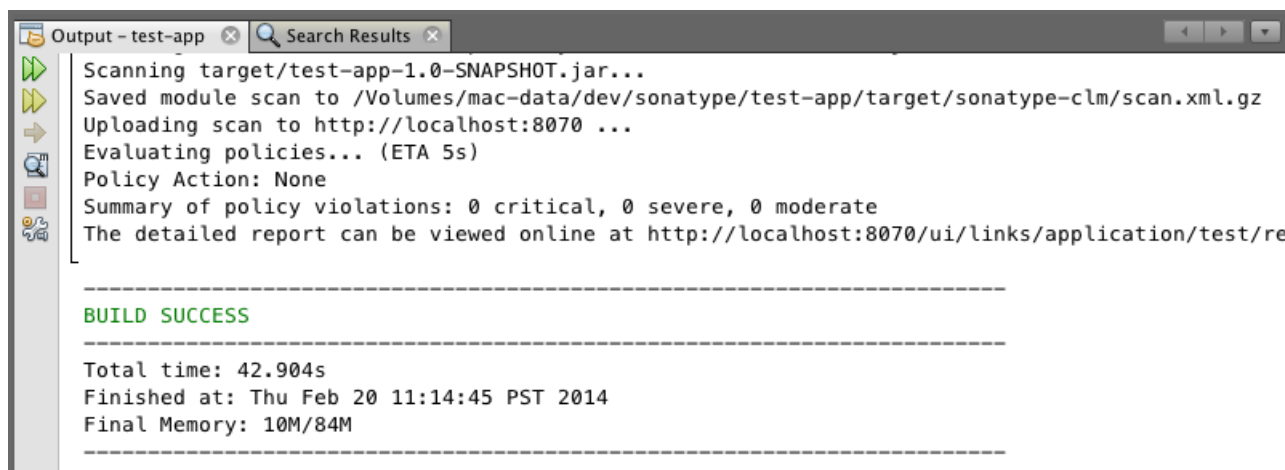 Output – test-app Search Results
Scanning target/test-app-1.0-SNAPSHOT.jar...
Saved module scan to /Volumes/mac-data/dev/sonatype/test-app/target/sonatype-clm/scan.xml.gz
Uploading scan to http://localhost:8070 ...
Evaluating policies... (ETA 5s)
Policy Action: None
Summary of policy violations: 0 critical, 0 severe, 0 moderate
The detailed report can be viewed online at http://localhost:8070/ui/links/application/test/re
------------------------------------------------------------------------
BUILD SUCCESS
------------------------------------------------------------------------
Total time: 42.904s
Finished at: Thu Feb 20 11:14:45 PST 2014
Final Memory: 10M/84M
------------------------------------------------------------------------